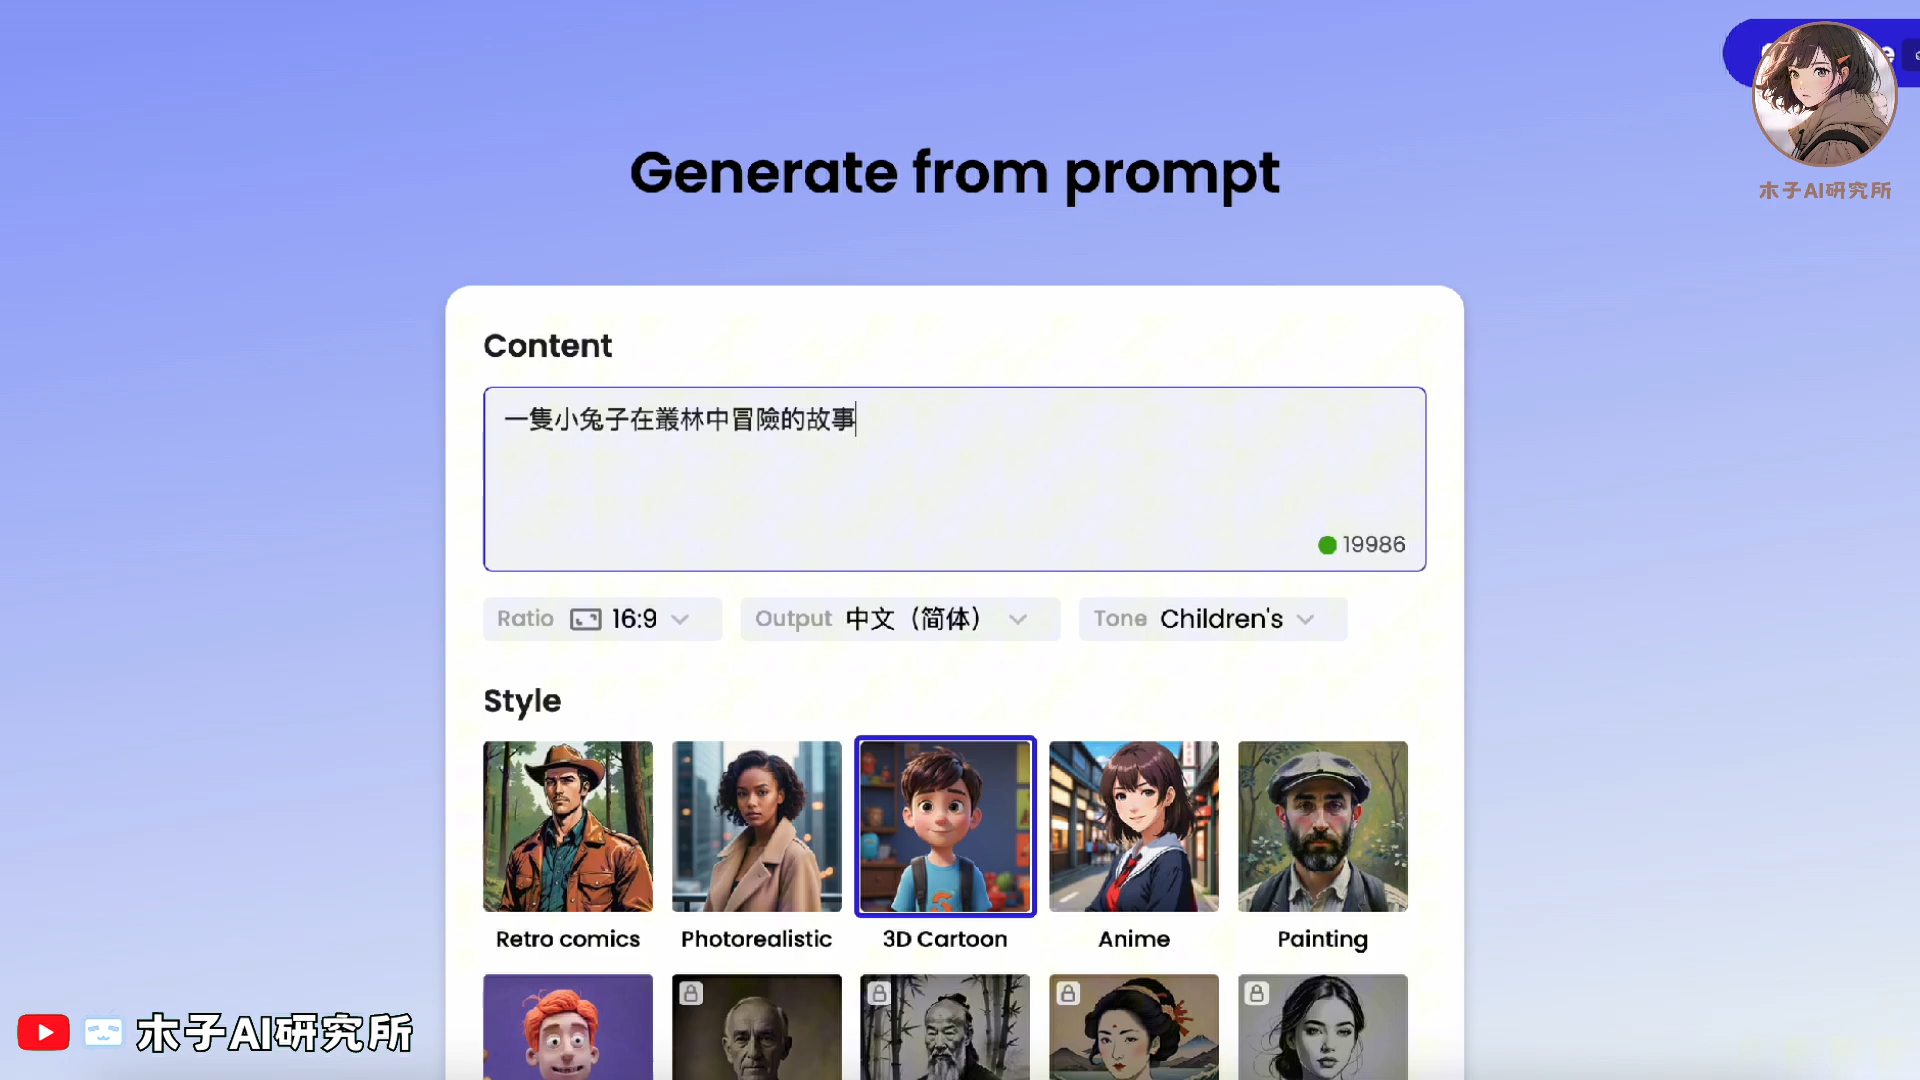 Generate from prompt
木子AI研究所
Content
一隻小兔子在叢林中冒險的故事
19986
Ratio 16:9
Output 中文（简体）
Tone Children's
Style
Retro comics
Photorealistic
3D Cartoon
Anime
Painting
木子AI研究所